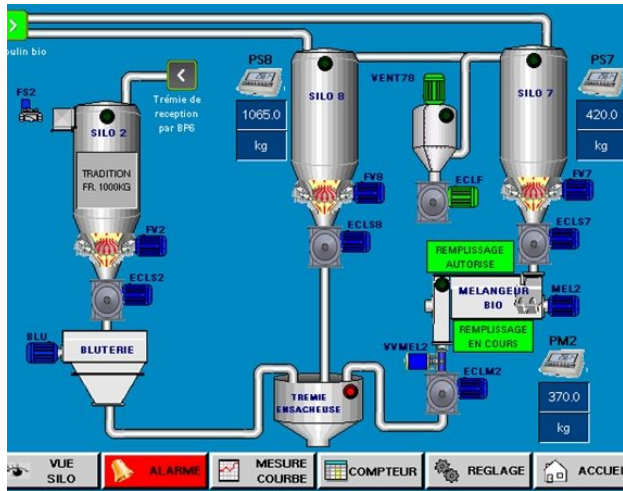 oulin bio
FS2
Trémie de
reception
par BP6
SILO 2
TRADITION
FR. 1000KG
FV2
ECLS2
BLU
BLUTERIE
PS8
1065.0
kg
SILO 8
FV8
ECLS8
VENT78
ECLF
SILO 7
PS7
420.0
kg
FV7
ECLS7
REMPLISSAGE
AUTORISE
MELANGEUR
BIO
MEL2
REMPLISSAGE
EN COURS
VVMEL2
ECLM2
PM2
370.0
kg
TREMIE
ENSACHEUSE
VUE
SILO
ALARME
MESURE
COURBE
COMPTEUR
REGLAGE
ACCUEI